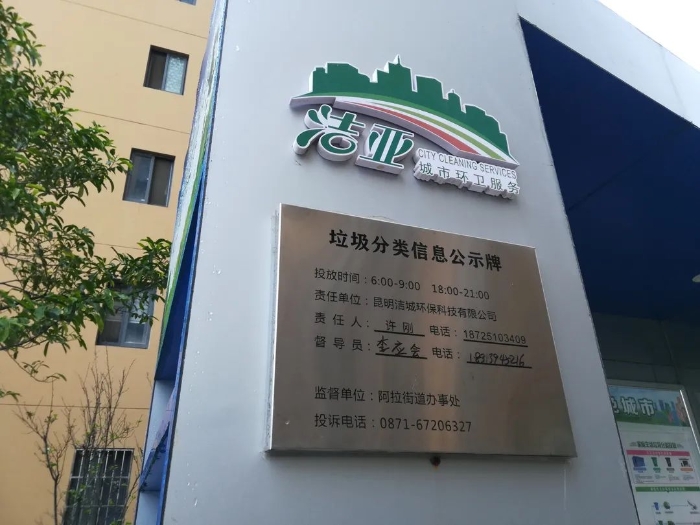 洁亚
CITY CLEANING SERVICES
城市环卫服务
垃圾分类信息公示牌
投放时间：6:00-9:00 18:00-21:00
责任单位：昆明洁城环保科技有限公司
责 任 人： 许 刚 电话：18725103409
督 导 员： 电话：
监督单位：阿拉街道办事处
投诉电话：0871-67206327
城市